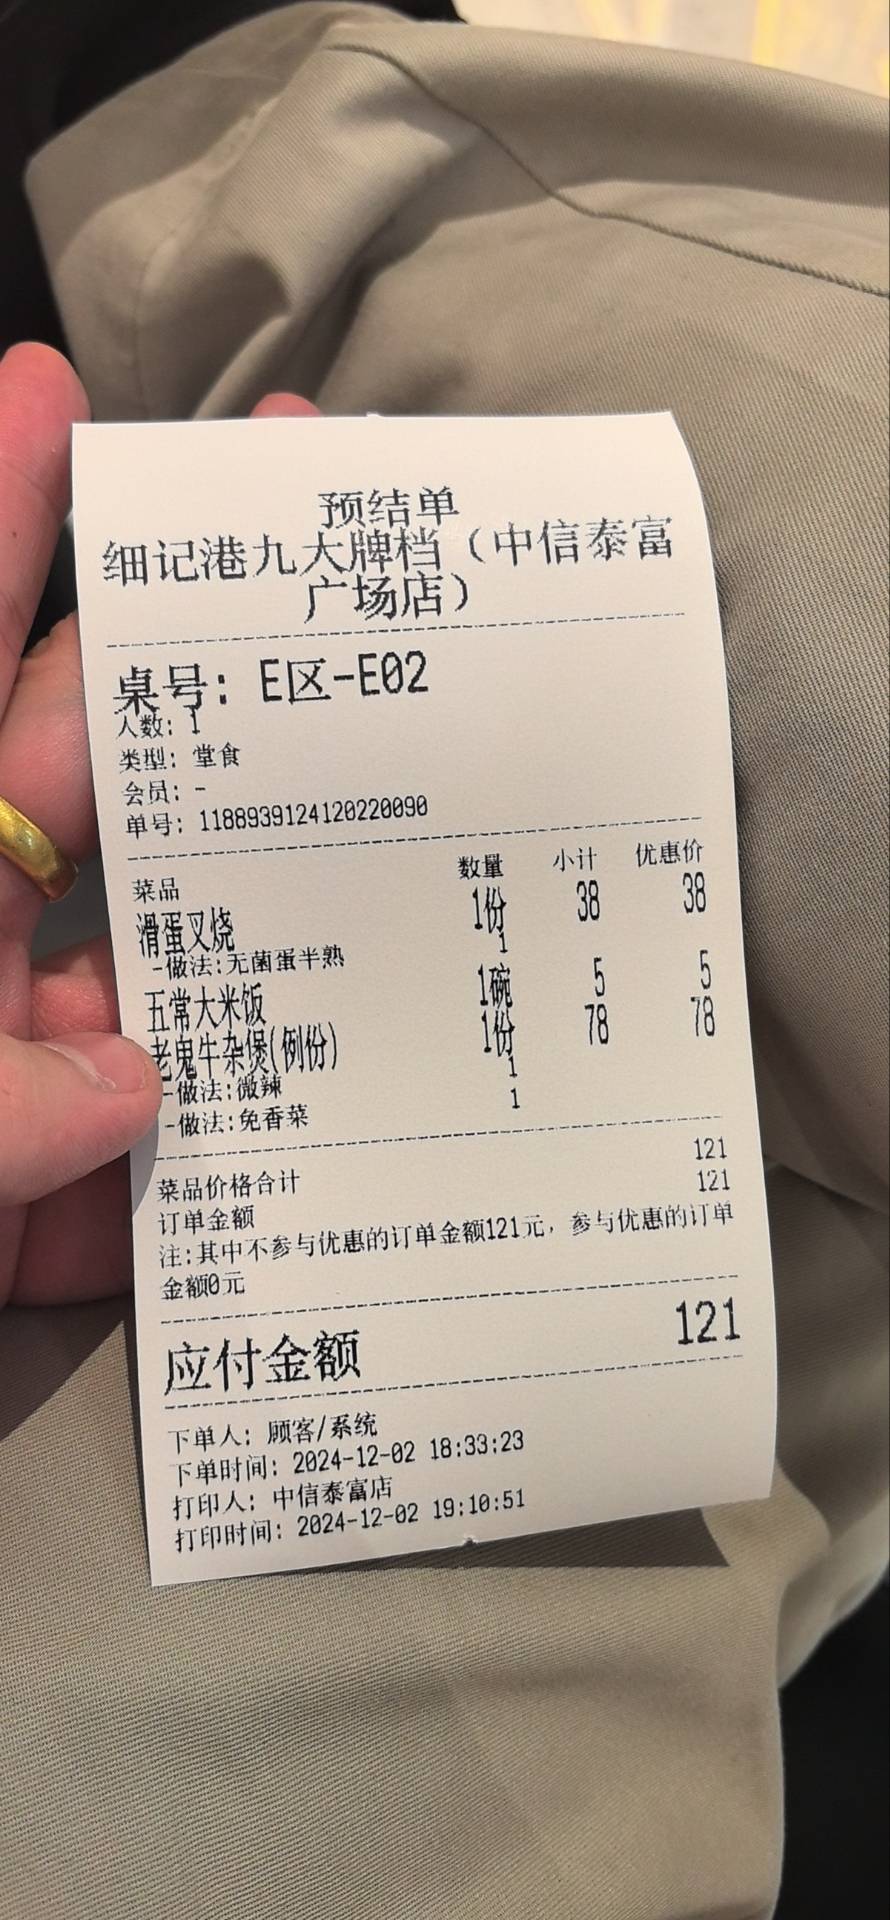 预结单
细记港九大牌档（中信泰富
广场店）
桌号: E区-E02
人数: 1
类型: 堂食
会员: -
单号: 1188939124120220090
菜品 数量 小计 优惠价
滑蛋叉烧 1份 38 38
-做法:无菌蛋半熟 1
五常大米饭 1碗 5 5
老鬼牛杂煲(例份) 1份 78 78
-做法:微辣 1
-做法:免香菜 1
菜品价格合计 121
订单金额 121
注:其中不参与优惠的订单金额121元, 参与优惠的订单
金额0元
应付金额 121
下单人: 顾客/系统
下单时间: 2024-12-02 18:33:23
打印人: 中信泰富店
打印时间: 2024-12-02 19:10:51